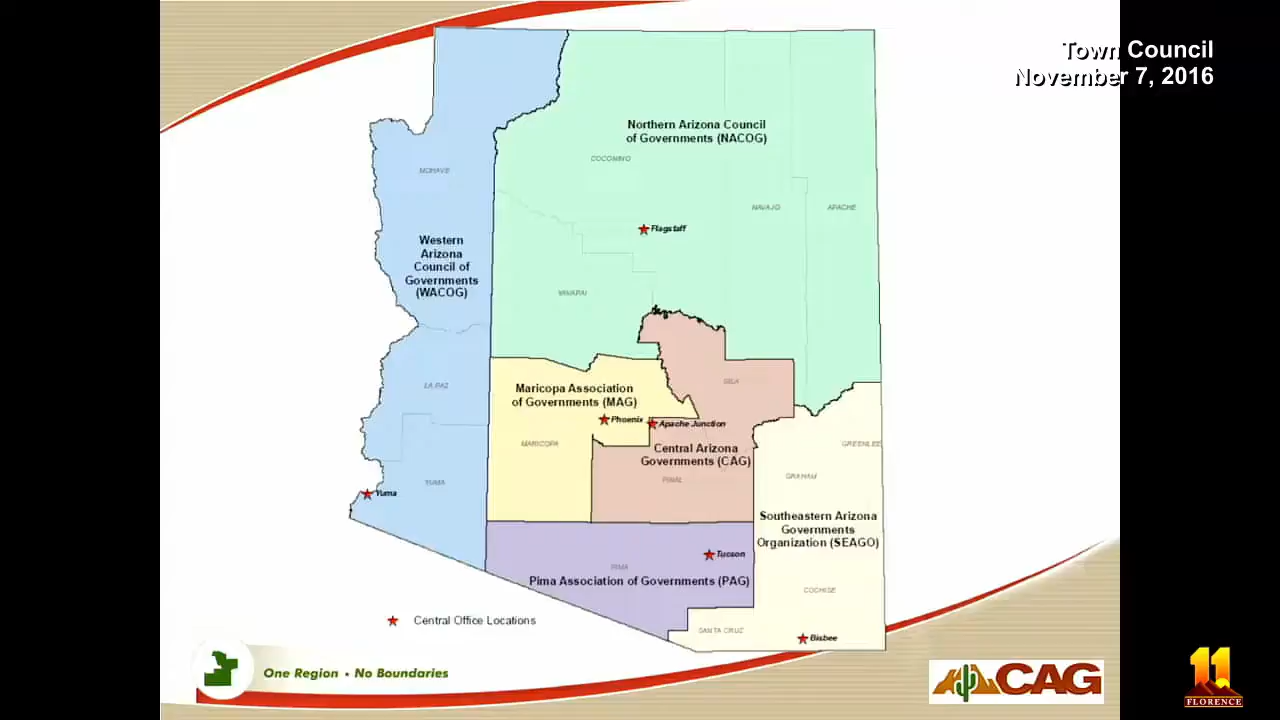 Town Council
November 7, 2016
Northern Arizona Council
of Governments (NACOG)
COCONINO
MOHAVE
NAVAJO
APACHE
Flagstaff
Western
Arizona
Council of
Governments
(WACOG)
YAVAPAI
LA PAZ
GILA
Maricopa Association
of Governments (MAG)
Phoenix
Apache Junction
MARICOPA
Central Arizona
Governments (CAG)
GREENLEE
GRAHAM
PINAL
YUMA
Yuma
Southeastern Arizona
Governments
Organization (SEAGO)
Tucson
PIMA
Pima Association of Governments (PAG)
COCHISE
Central Office Locations
SANTA CRUZ
Bisbee
One Region • No Boundaries
CAG
11
FLORENCE